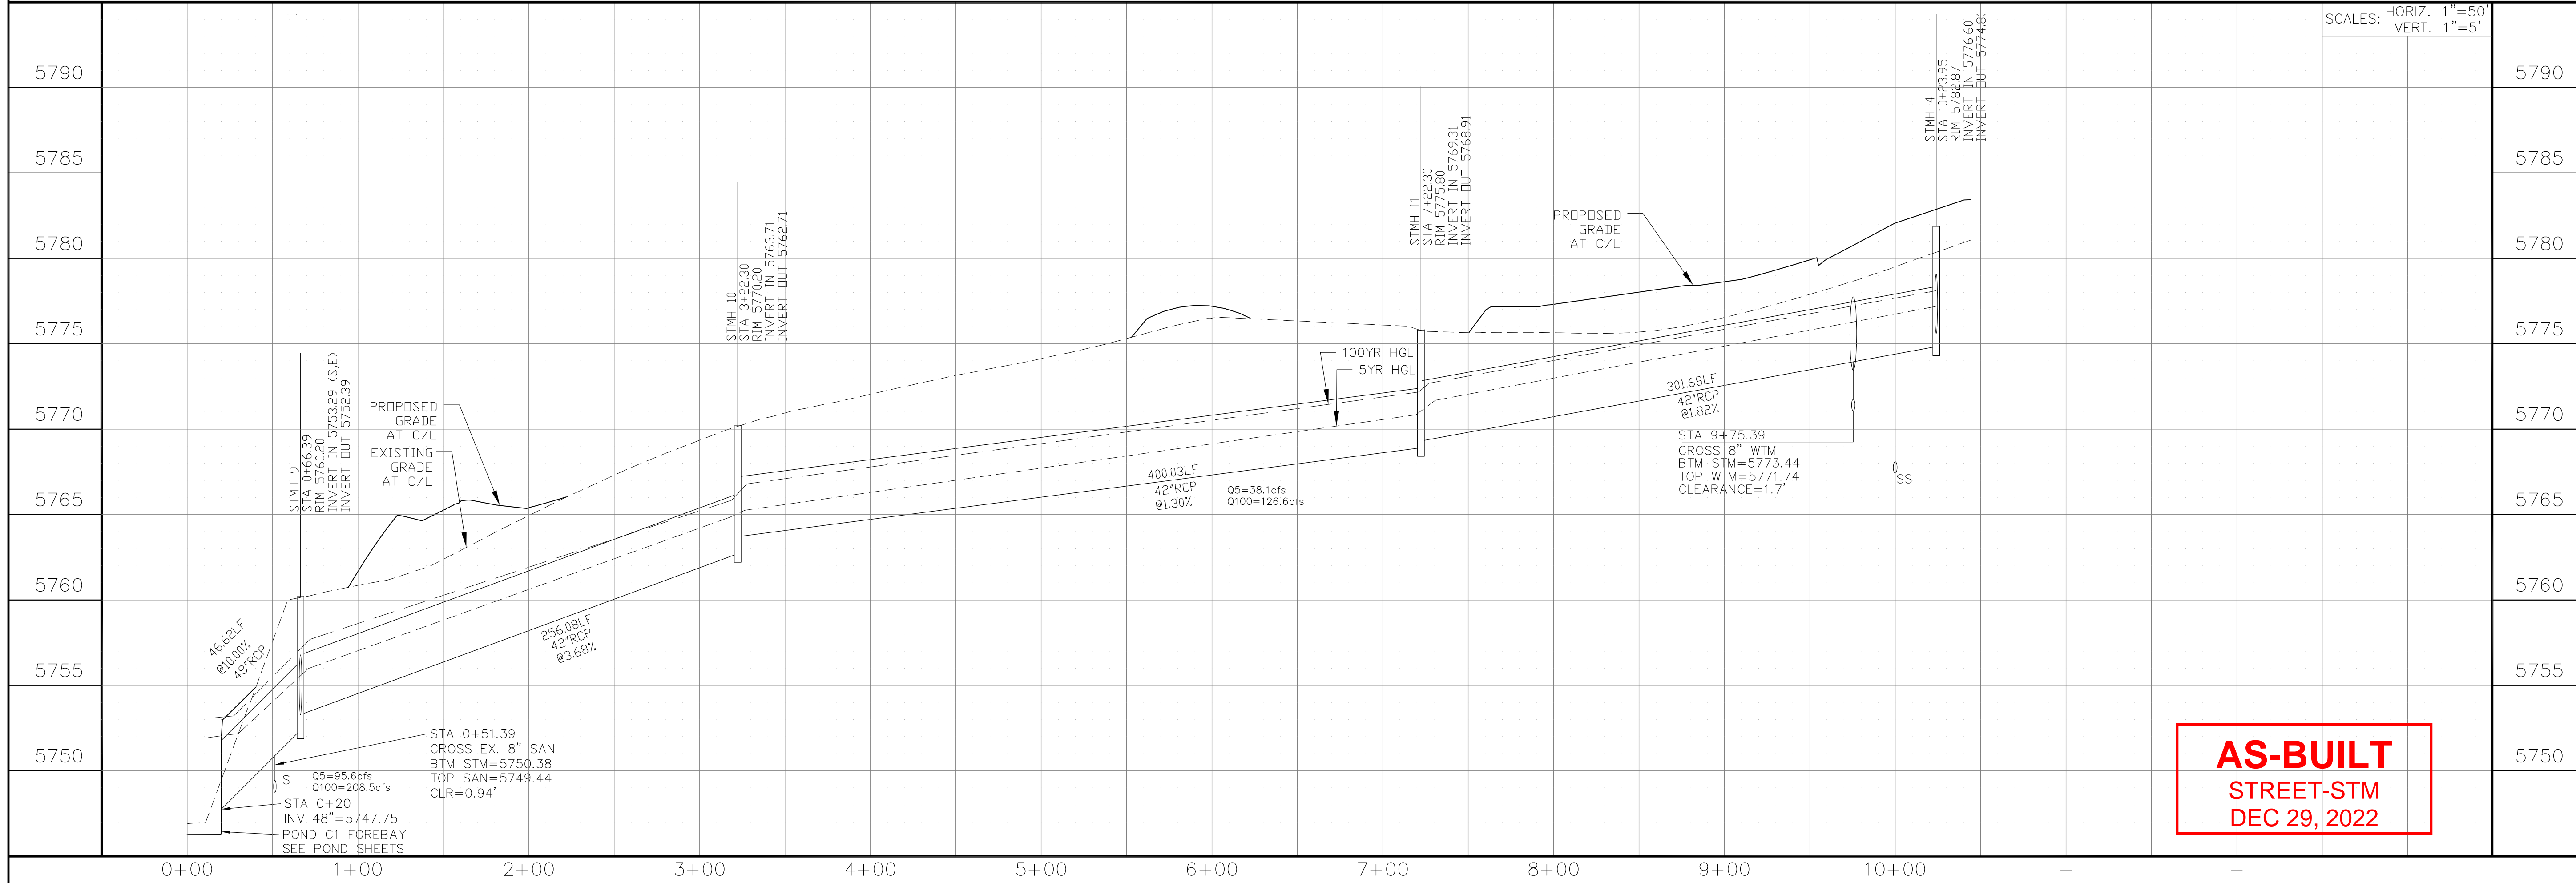 SCALES: HORIZ. 1"=50'
VERT. 1"=5'
5790
5785
5780
5775
5770
5765
5760
5755
5750
5790
5785
5780
5775
5770
5765
5760
5755
5750
46.62LF
@10.00%
48"RCP
STMH 9
STA 0+66.39
RIM 5760.20
INVERT IN 5753.29 (S,E)
INVERT OUT 5752.39
PROPOSED
GRADE
AT C/L
EXISTING
GRADE
AT C/L
256.08LF
42"RCP
@3.68%
STA 0+51.39
CROSS EX. 8" SAN
BTM STM=5750.38
TOP SAN=5749.44
CLR=0.94'
S
Q5=95.6cfs
Q100=208.5cfs
STA 0+20
INV 48"=5747.75
POND C1 FOREBAY
SEE POND SHEETS
STMH 10
STA 3+22.30
RIM 5770.20
INVERT IN 5763.71
INVERT OUT 5762.71
400.03LF
42"RCP
@1.30%
Q5=38.1cfs
Q100=126.6cfs
100YR HGL
5YR HGL
STMH 11
STA 7+22.30
RIM 5775.80
INVERT IN 5769.31
INVERT OUT 5768.91
PROPOSED
GRADE
AT C/L
301.68LF
42"RCP
@1.82%
STA 9+75.39
CROSS 8" WTM
BTM STM=5773.44
TOP WTM=5771.74
CLEARANCE=1.7'
SS
STMH 4
STA 10+23.95
RIM 5782.87
INVERT IN 5776.60
INVERT OUT
AS-BUILT
STREET-STM
DEC 29, 2022
0+00 1+00 2+00 3+00 4+00 5+00 6+00 7+00 8+00 9+00 10+00 – –